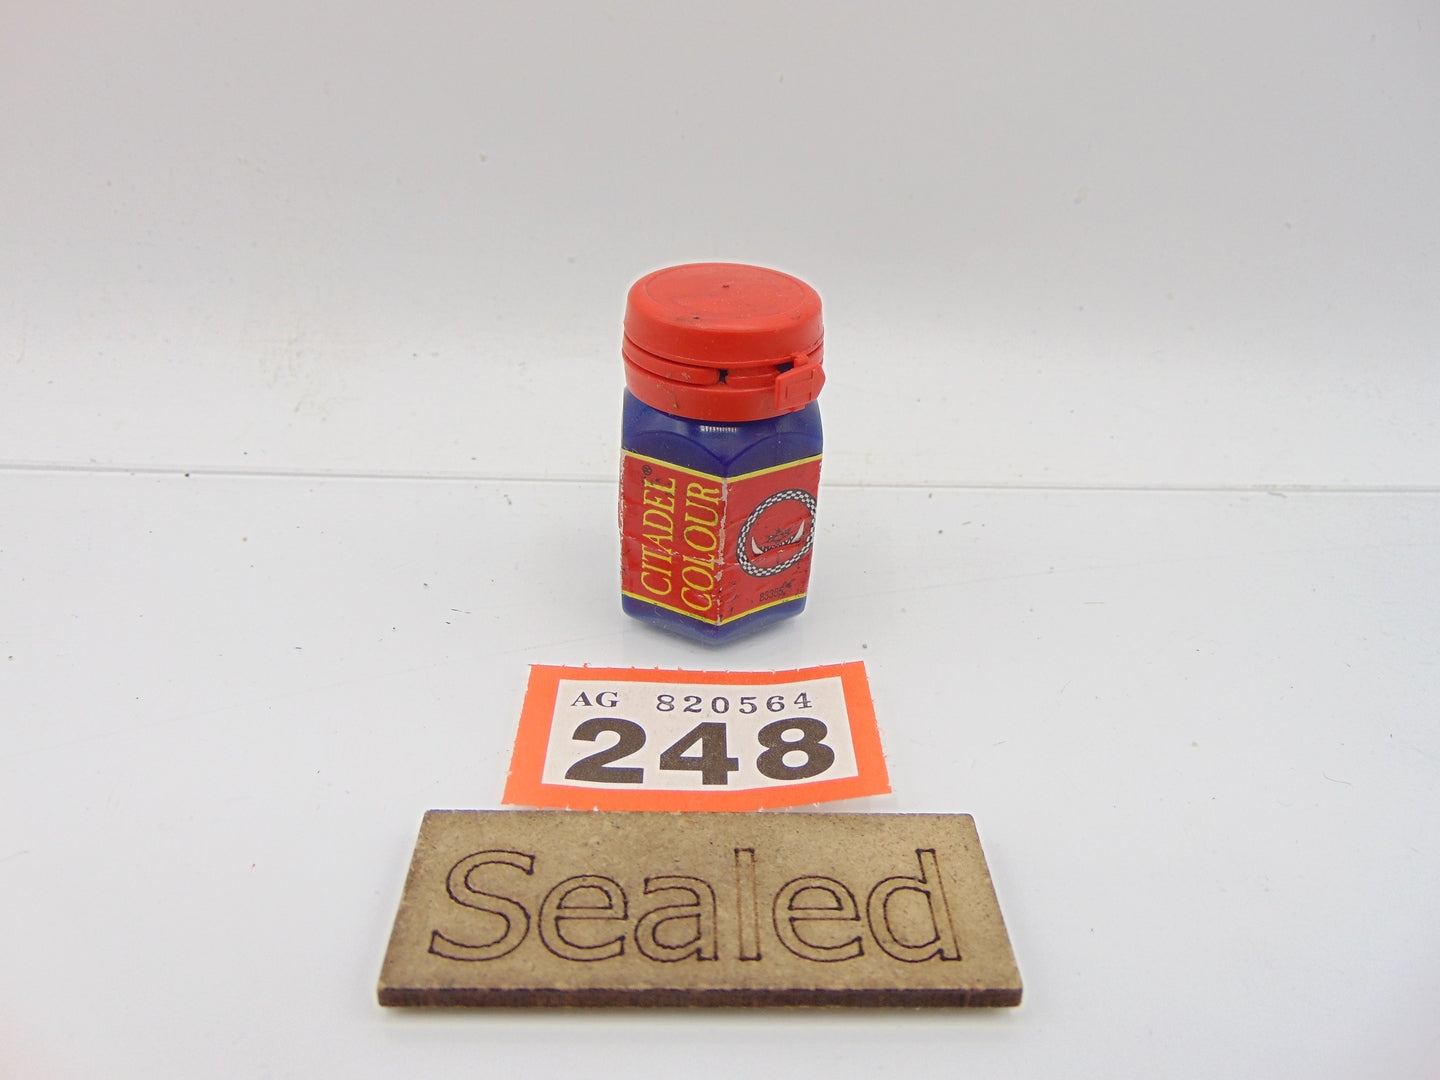 CITADEL®
COLOUR
AG 820564
248
Sealed